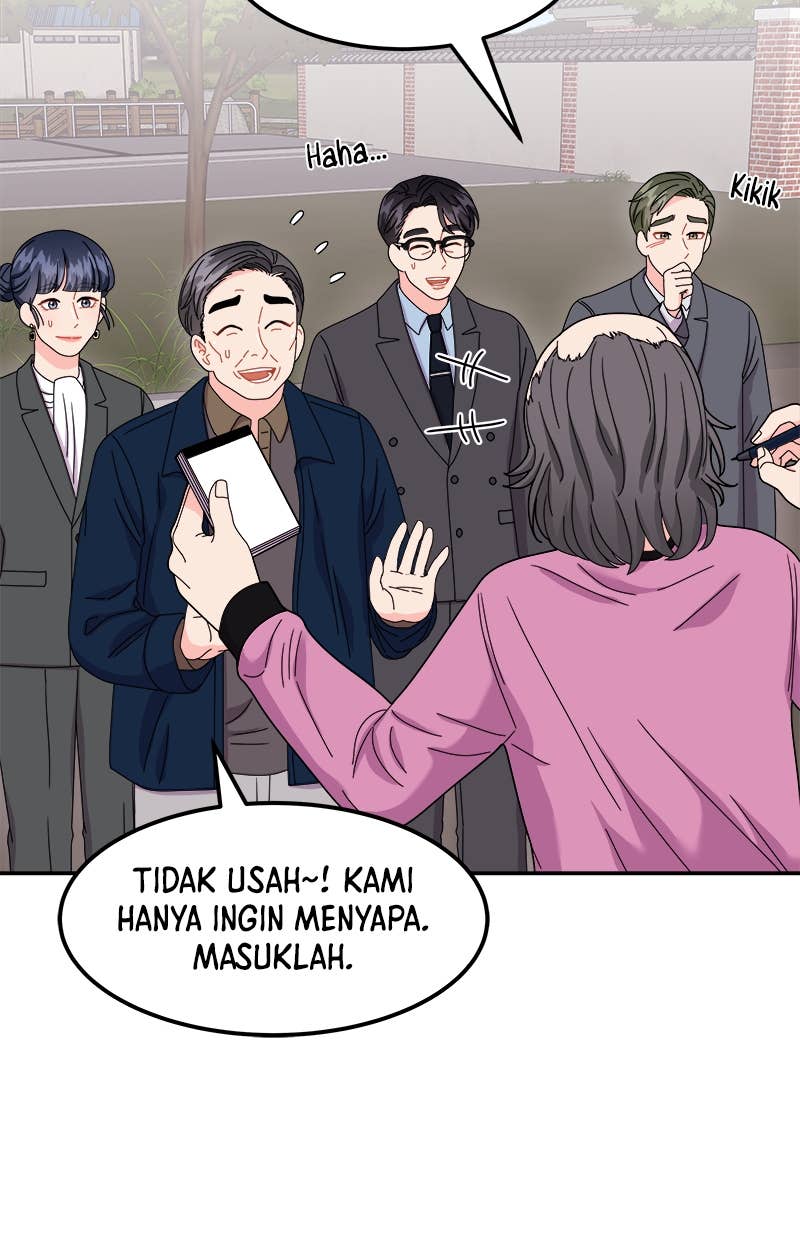 Haha...
Kikik
TIDAK USAH~! KAMI
HANYA INGIN MENYAPA.
MASUKLAH.